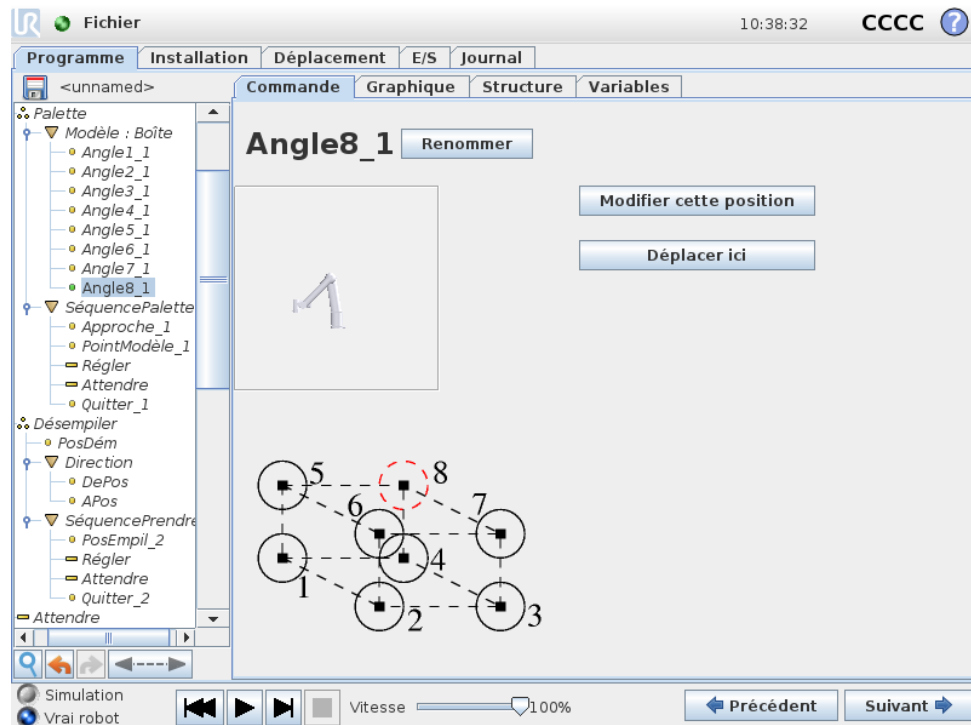 UR Fichier 10:38:32 CCCC ?
Programme Installation Déplacement E/S Journal
<unnamed>
Commande Graphique Structure Variables
Palette
Modèle : Boîte
Angle1_1
Angle2_1
Angle3_1
Angle4_1
Angle5_1
Angle6_1
Angle7_1
Angle8_1
SéquencePalette
Approche_1
PointModèle_1
Régler
Attendre
Quitter_1
Désempiler
PosDém
Direction
DePos
APos
SéquencePrendre
PosEmpil_2
Régler
Attendre
Quitter_2
Attendre
Angle8_1 Renommer
Modifier cette position
Déplacer ici
5 8
6 7
1 4
2 3
Simulation
Vrai robot
Vitesse 100%
Précédent Suivant